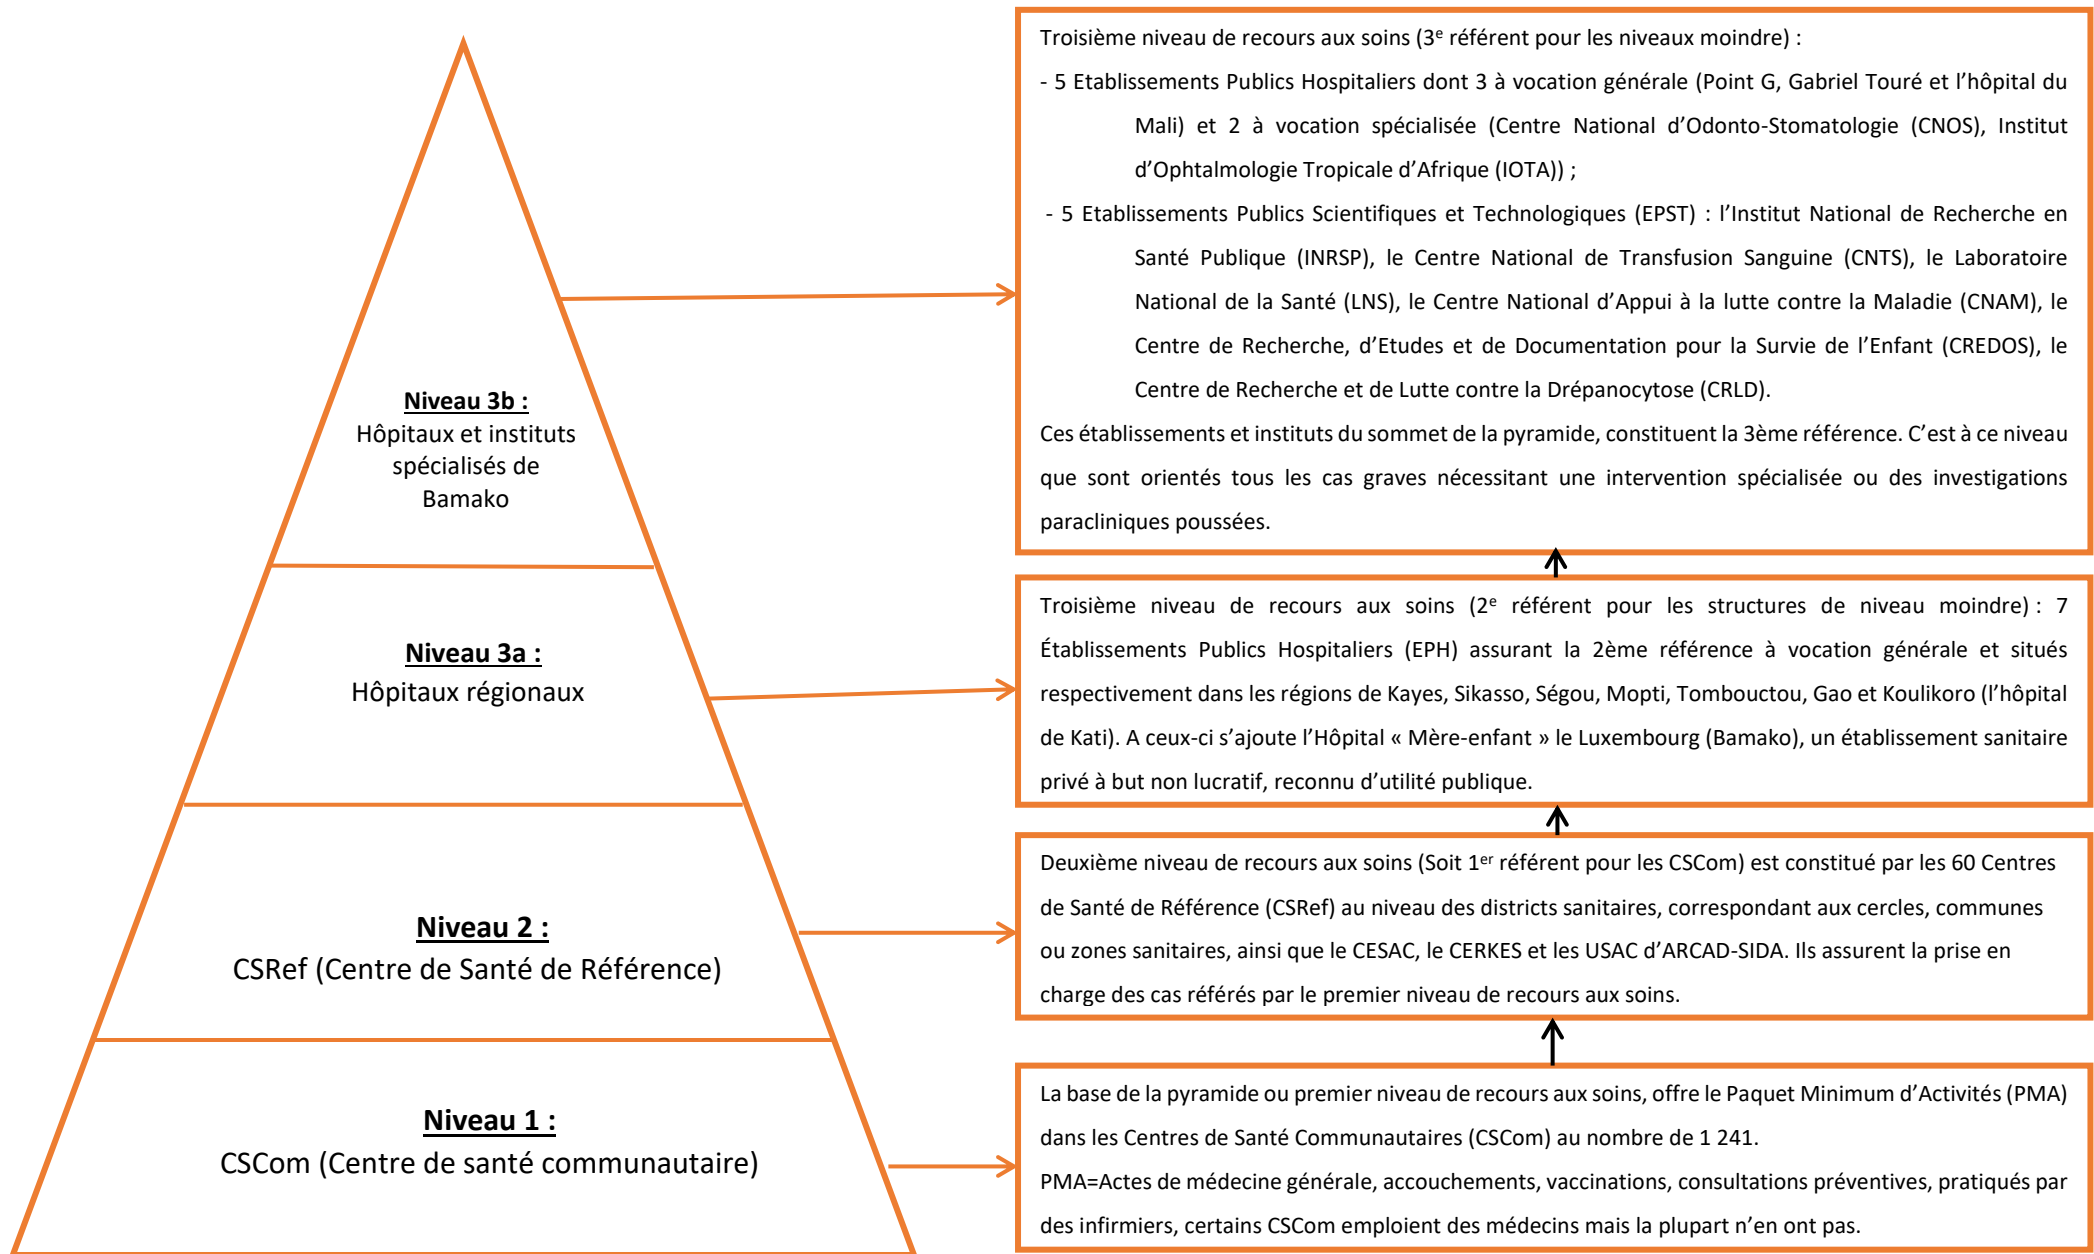 Niveau 3b :
Hôpitaux et instituts
spécialisés de
Bamako
Niveau 3a :
Hôpitaux régionaux
Niveau 2 :
CSRef (Centre de Santé de Référence)
Niveau 1 :
CSCom (Centre de santé communautaire)
Troisième niveau de recours aux soins (3e référent pour les niveaux moindre) :
- 5 Etablissements Publics Hospitaliers dont 3 à vocation générale (Point G, Gabriel Touré et l’hôpital du
Mali) et 2 à vocation spécialisée (Centre National d’Odonto-Stomatologie (CNOS), Institut
d’Ophtalmologie Tropicale d’Afrique (IOTA)) ;
- 5 Etablissements Publics Scientifiques et Technologiques (EPST) : l’Institut National de Recherche en
Santé Publique (INRSP), le Centre National de Transfusion Sanguine (CNTS), le Laboratoire
National de la Santé (LNS), le Centre National d’Appui à la lutte contre la Maladie (CNAM), le
Centre de Recherche, d’Etudes et de Documentation pour la Survie de l’Enfant (CREDOS), le
Centre de Recherche et de Lutte contre la Drépanocytose (CRLD).
Ces établissements et instituts du sommet de la pyramide, constituent la 3ème référence. C’est à ce niveau
que sont orientés tous les cas graves nécessitant une intervention spécialisée ou des investigations
paracliniques poussées.
Troisième niveau de recours aux soins (2e référent pour les structures de niveau moindre) : 7
Établissements Publics Hospitaliers (EPH) assurant la 2ème référence à vocation générale et situés
respectivement dans les régions de Kayes, Sikasso, Ségou, Mopti, Tombouctou, Gao et Koulikoro (l’hôpital
de Kati). A ceux-ci s’ajoute l’Hôpital « Mère-enfant » le Luxembourg (Bamako), un établissement sanitaire
privé à but non lucratif, reconnu d’utilité publique.
Deuxième niveau de recours aux soins (Soit 1er référent pour les CSCom) est constitué par les 60 Centres
de Santé de Référence (CSRef) au niveau des districts sanitaires, correspondant aux cercles, communes
ou zones sanitaires, ainsi que le CESAC, le CERKES et les USAC d’ARCAD-SIDA. Ils assurent la prise en
charge des cas référés par le premier niveau de recours aux soins.
La base de la pyramide ou premier niveau de recours aux soins, offre le Paquet Minimum d’Activités (PMA)
dans les Centres de Santé Communautaires (CSCom) au nombre de 1 241.
PMA=Actes de médecine générale, accouchements, vaccinations, consultations préventives, pratiqués par
des infirmiers, certains CSCom emploient des médecins mais la plupart n’en ont pas.